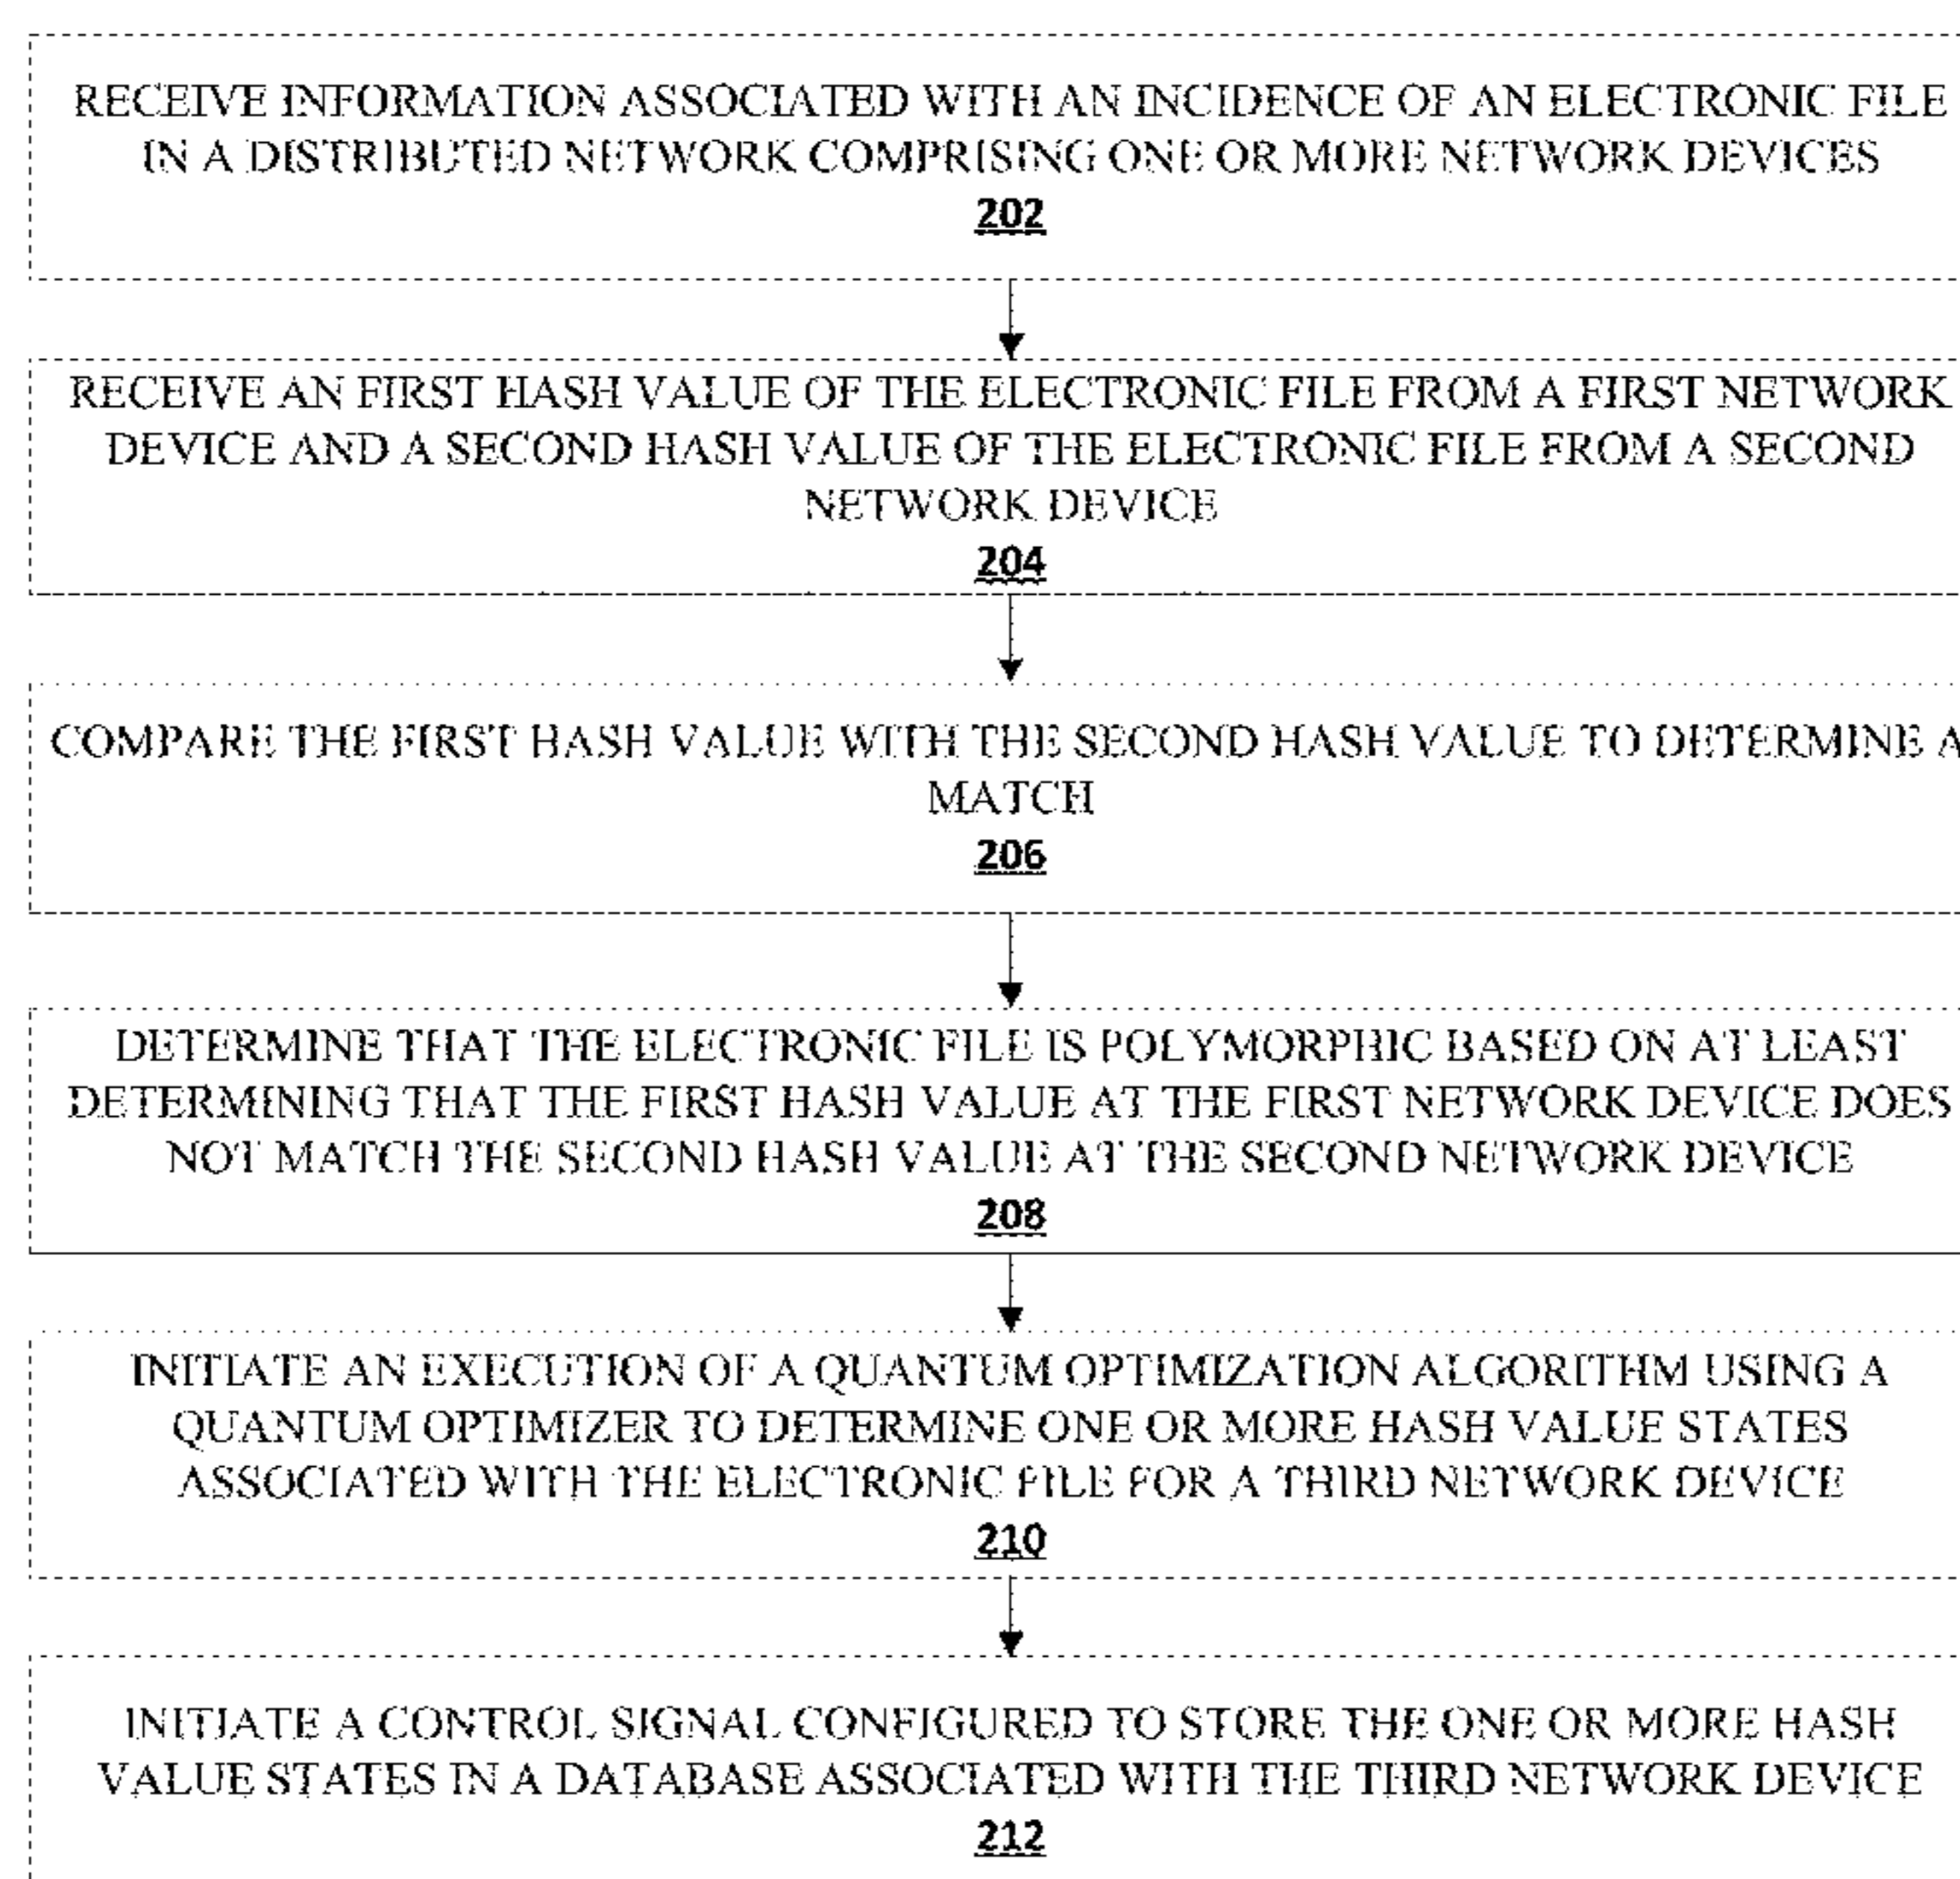 RECEIVE INFORMATION ASSOCIATED WITH AN INCIDENCE OF AN ELECTRONIC FILE
IN A DISTRIBUTED NETWORK COMPRISING ONE OR MORE NETWORK DEVICES
202
RECEIVE AN FIRST HASH VALUE OF THE ELECTRONIC FILE FROM A FIRST NETWORK
DEVICE AND A SECOND HASH VALUE OF THE ELECTRONIC FILE FROM A SECOND
NETWORK DEVICE
204
COMPARE THE FIRST HASH VALUE WITH THE SECOND HASH VALUE TO DETERMINE A
MATCH
206
DETERMINE THAT THE ELECTRONIC FILE IS POLYMORPHIC BASED ON AT LEAST
DETERMINING THAT THE FIRST HASH VALUE AT THE FIRST NETWORK DEVICE DOES
NOT MATCH THE SECOND HASH VALUE AT THE SECOND NETWORK DEVICE
208
INITIATE AN EXECUTION OF A QUANTUM OPTIMIZATION ALGORITHM USING A
QUANTUM OPTIMIZER TO DETERMINE ONE OR MORE HASH VALUE STATES
ASSOCIATED WITH THE ELECTRONIC FILE FOR A THIRD NETWORK DEVICE
210
INITIATE A CONTROL SIGNAL CONFIGURED TO STORE THE ONE OR MORE HASH
VALUE STATES IN A DATABASE ASSOCIATED WITH THE THIRD NETWORK DEVICE
212